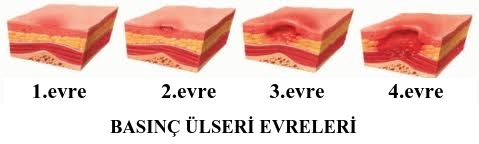 1.evre 2.evre 3.evre 4.evre
BASINÇ ÜLSERİ EVRELERİ